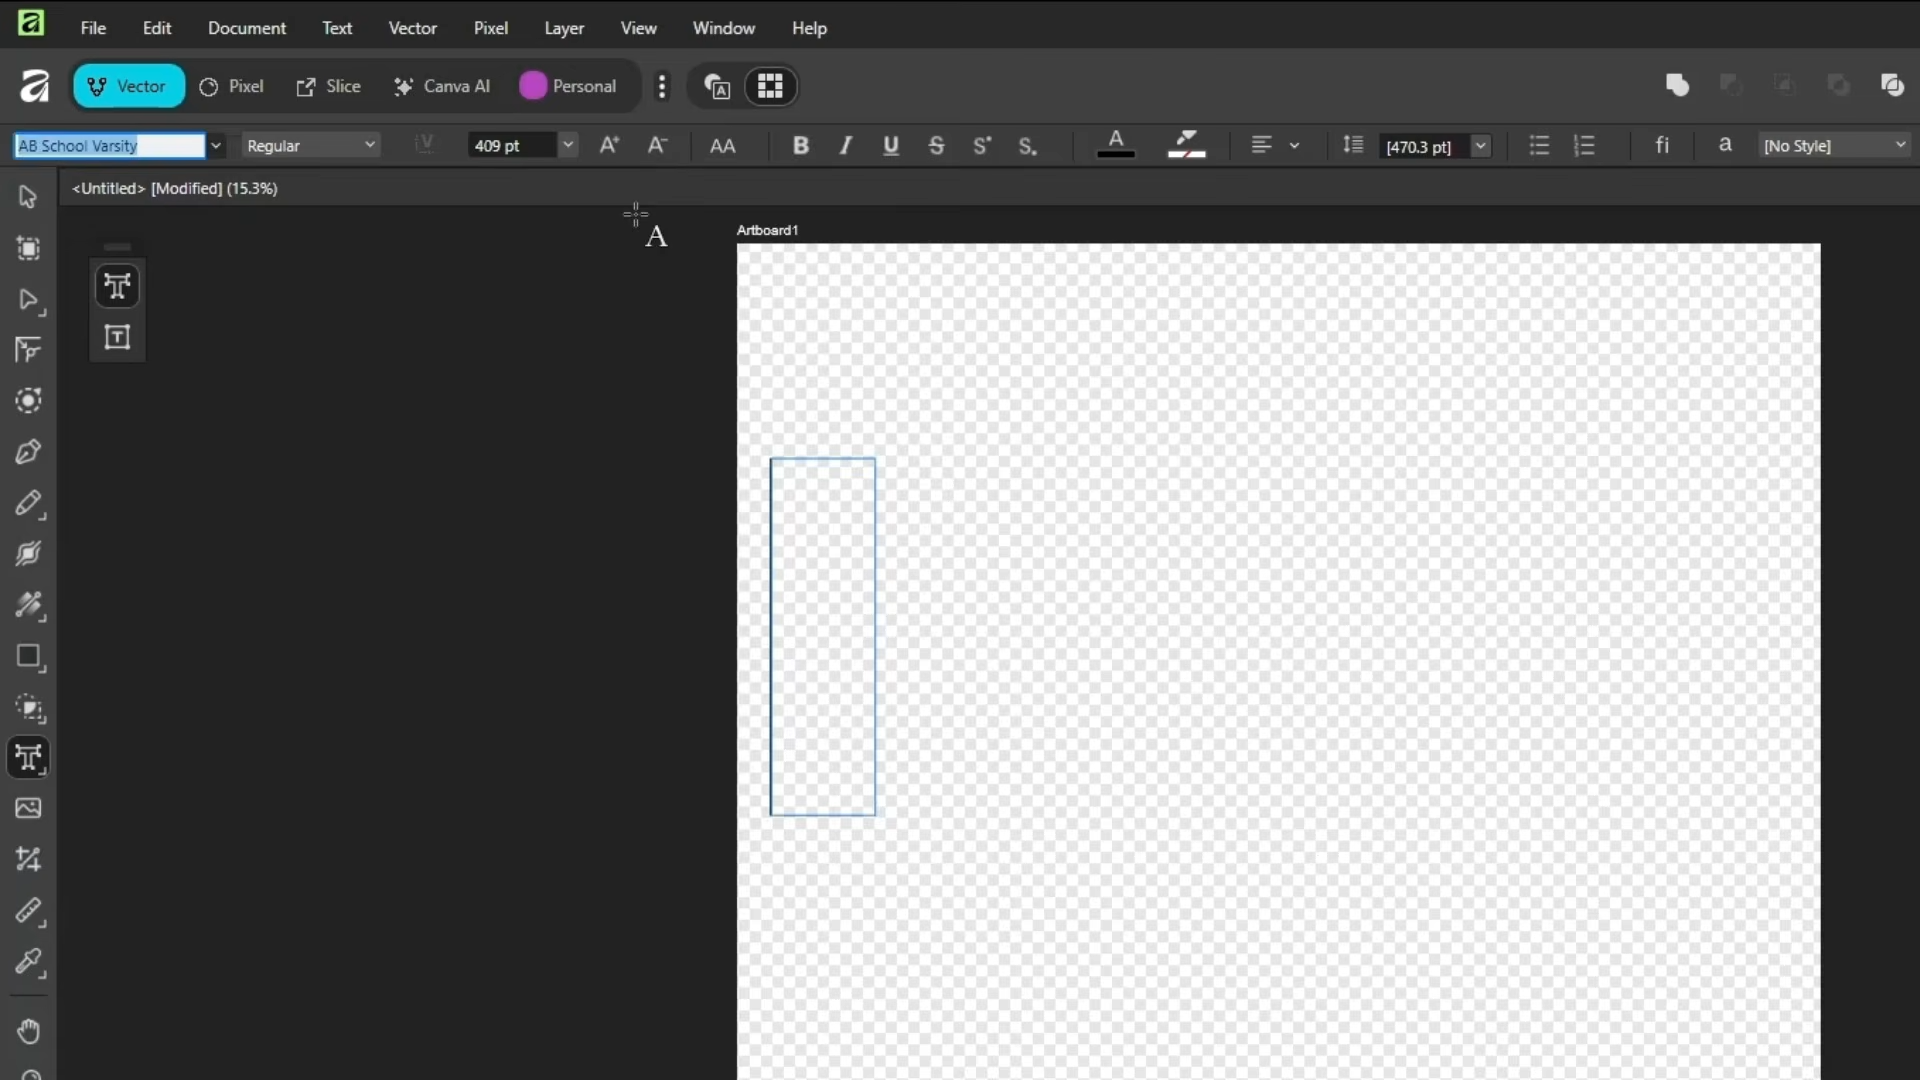 File Edit Document Text Vector Pixel Layer View Window Help
Vector Pixel Slice Canva AI Personal
AB School Varsity Regular 409 pt AA B I U S S S A [470.3 pt] fi a [No Style]
<Untitled> [Modified] (15.3%)
A
Artboard1